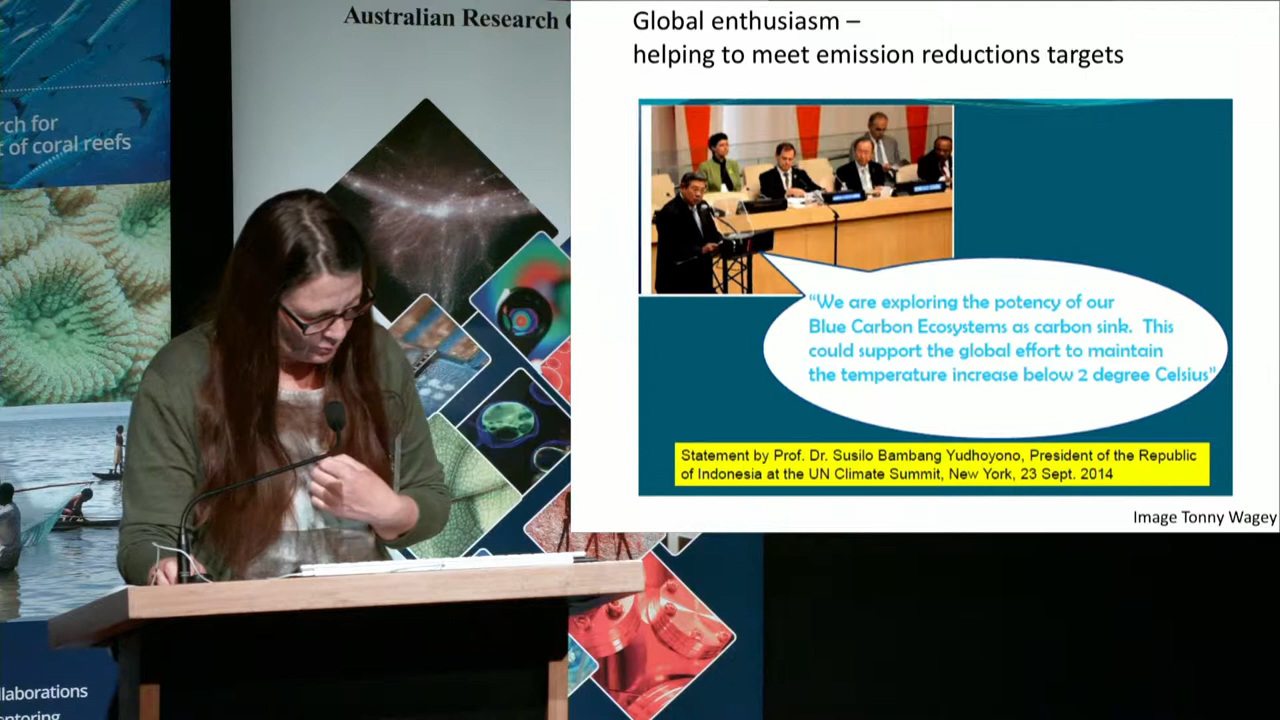 Australian Research
rch for
t of coral reefs
llaborations
entoring
Global enthusiasm –
helping to meet emission reductions targets
“We are exploring the potency of our
Blue Carbon Ecosystems as carbon sink. This
could support the global effort to maintain
the temperature increase below 2 degree Celsius”
Statement by Prof. Dr. Susilo Bambang Yudhoyono, President of the Republic
of Indonesia at the UN Climate Summit, New York, 23 Sept. 2014
Image Tonny Wagey